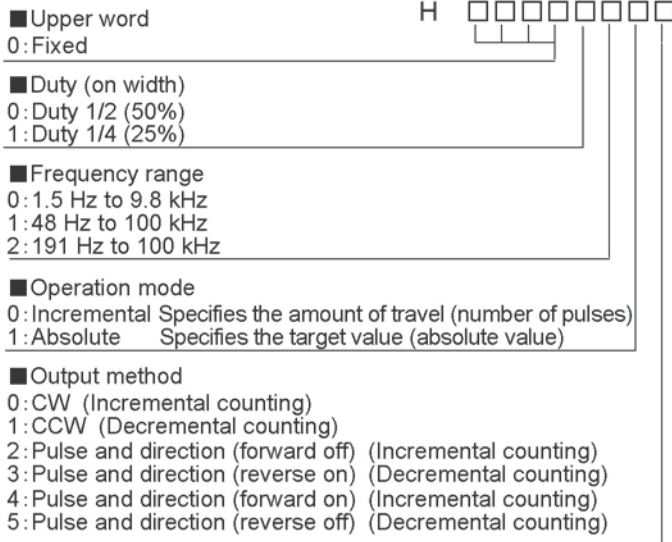 H □□□□□□□□
■Upper word
0:Fixed
■Duty (on width)
0:Duty 1/2 (50%)
1:Duty 1/4 (25%)
■Frequency range
0:1.5 Hz to 9.8 kHz
1:48 Hz to 100 kHz
2:191 Hz to 100 kHz
■Operation mode
0:Incremental Specifies the amount of travel (number of pulses)
1:Absolute Specifies the target value (absolute value)
■Output method
0:CW (Incremental counting)
1:CCW (Decremental counting)
2:Pulse and direction (forward off) (Incremental counting)
3:Pulse and direction (reverse on) (Decremental counting)
4:Pulse and direction (forward on) (Incremental counting)
5:Pulse and direction (reverse off) (Decremental counting)